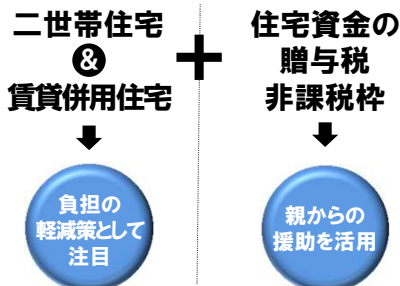 二世帯住宅
&
賃貸併用住宅
+
住宅資金の
贈与税
非課税枠
負担の
軽減策として
注目
親からの
援助を活用